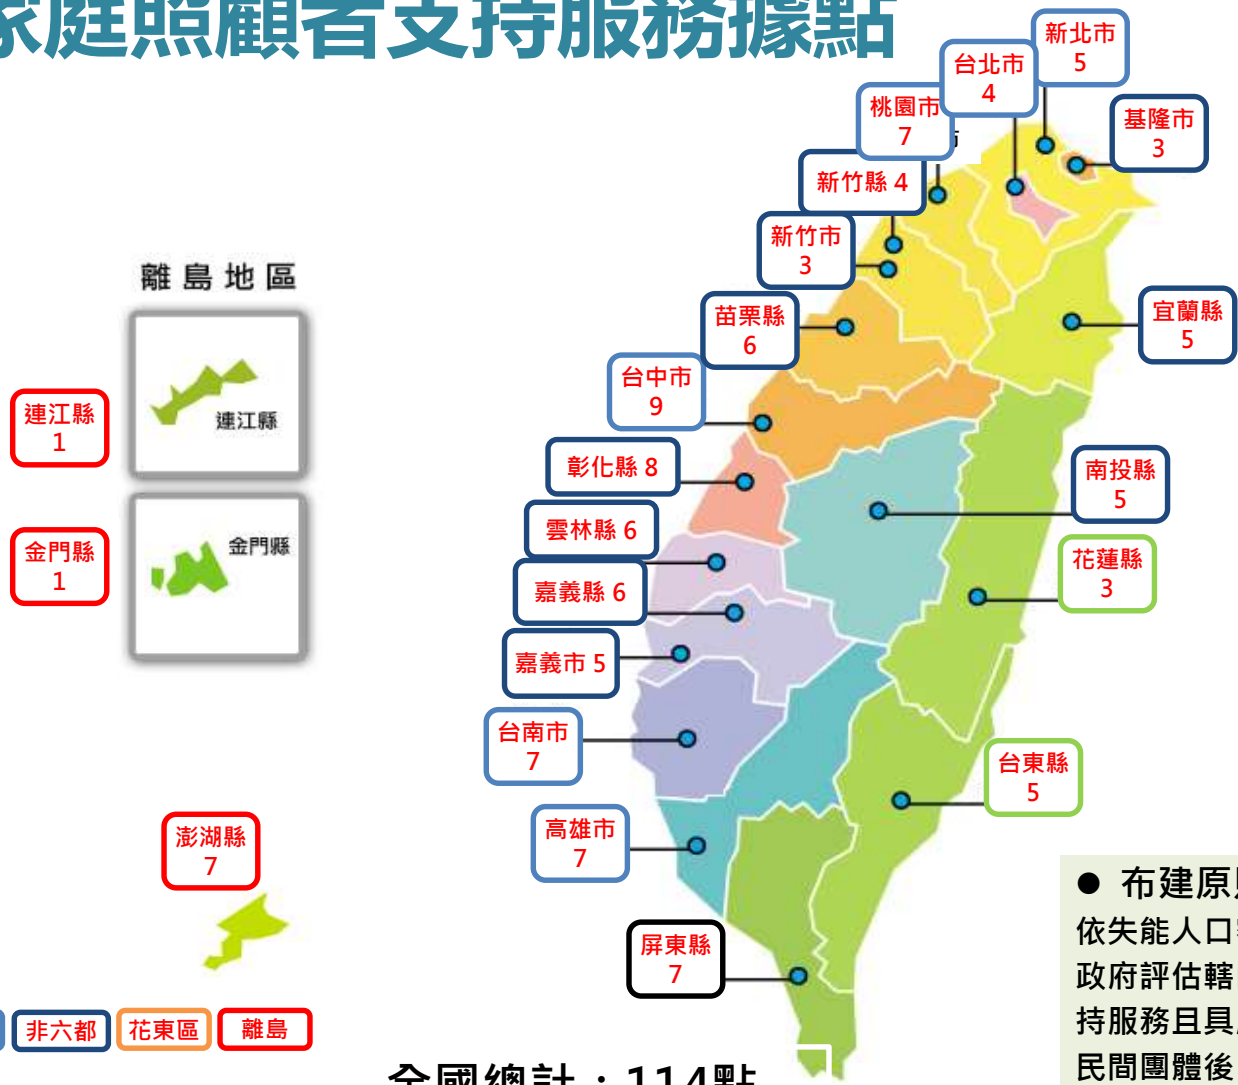 家庭照顧者支持服務據點
新北市
5
台北市
4
桃園市
7
基隆市
3
新竹縣 4
新竹市
3
離島地區
苗栗縣
6
宜蘭縣
5
台中市
9
連江縣
1
連江縣
彰化縣 8
南投縣
5
雲林縣 6
金門縣
1
金門縣
花蓮縣
3
嘉義縣 6
嘉義市 5
台南市
7
台東縣
5
澎湖縣
7
高雄市
7
● 布建原
依失能人口
政府評估轄
持服務且具
民間團體後
屏東縣
7
非六都
花東區
離島
全國總計：114點